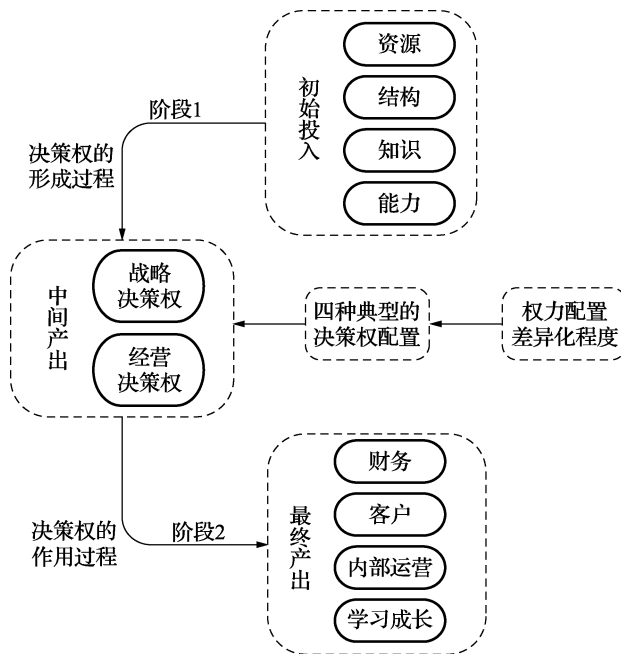 资源
结构
知识
能力
初始投入
阶段1
决策权的
形成过程
中间产出
战略
决策权
经营
决策权
四种典型的
决策权配置
权力配置
差异化程度
决策权的
作用过程
阶段2
最终产出
财务
客户
内部运营
学习成长